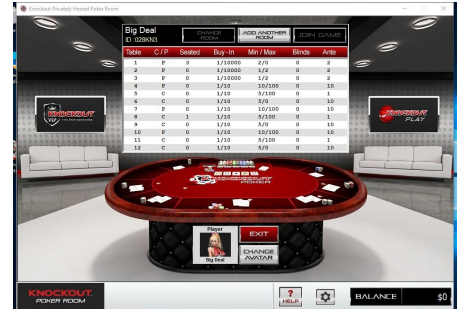 Knockout Privately Hosted Poker Room
Big Deal
ID 028KN3
CHANGE ROOM
ADD ANOTHER ROOM
JOIN GAME
Table C / P Seated Buy-In Min / Max Blinds Ante
1 P 3 1/10000 2/0 0 2
2 P 0 1/10000 1/2 0 2
3 P 0 1/10000 1/2 0 2
4 P 0 1/10 10/100 0 10
5 C 0 1/10 5/100 0 1
6 C 0 1/10 5/0 0 10
7 P 0 1/10 10/100 0 10
8 C 1 1/10 5/100 0 1
9 C 0 1/10 5/0 0 10
10 P 0 1/10 10/100 0 10
11 C 0 1/10 5/100 0 1
12 C 0 1/10 5/0 0 10
KNOCKOUT
VIP
KNOCKOUT
PLAY
KNOCKOUT
POKER
Player
Big Deal
EXIT
CHANGE
AVATAR
KNOCKOUT
POKER ROOM
?
HELP
BALANCE $0